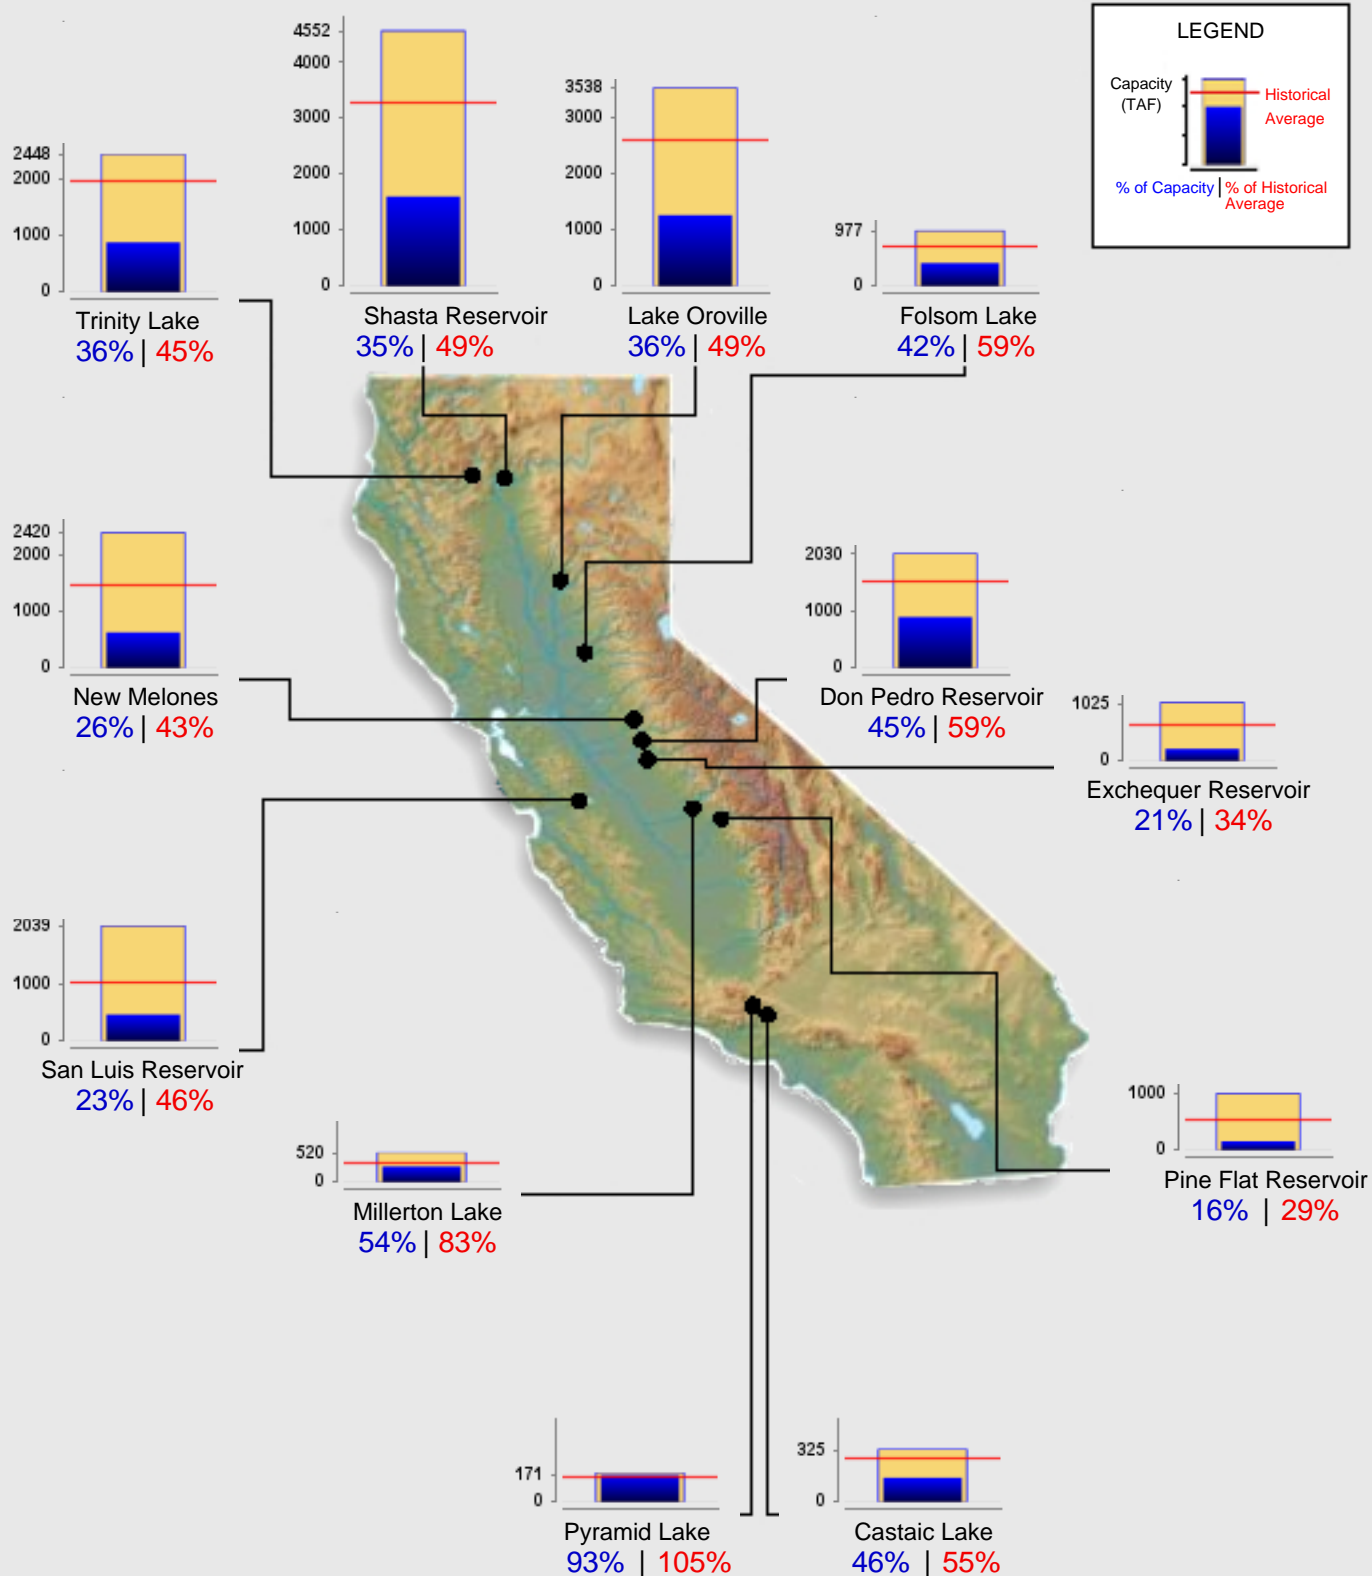 LEGEND
Capacity
(TAF)
Historical
Average
% of Capacity | % of Historical
Average
4552
4000
3000
2000
1000
0
Shasta Reservoir
35% | 49%
3538
3000
2000
1000
0
Lake Oroville
36% | 49%
2448
2000
1000
0
Trinity Lake
36% | 45%
977
0
Folsom Lake
42% | 59%
2420
2000
1000
0
New Melones
26% | 43%
2030
1000
0
Don Pedro Reservoir
45% | 59%
1025
0
Exchequer Reservoir
21% | 34%
2039
1000
0
San Luis Reservoir
23% | 46%
520
0
Millerton Lake
54% | 83%
1000
0
Pine Flat Reservoir
16% | 29%
171
0
Pyramid Lake
93% | 105%
325
0
Castaic Lake
46% | 55%